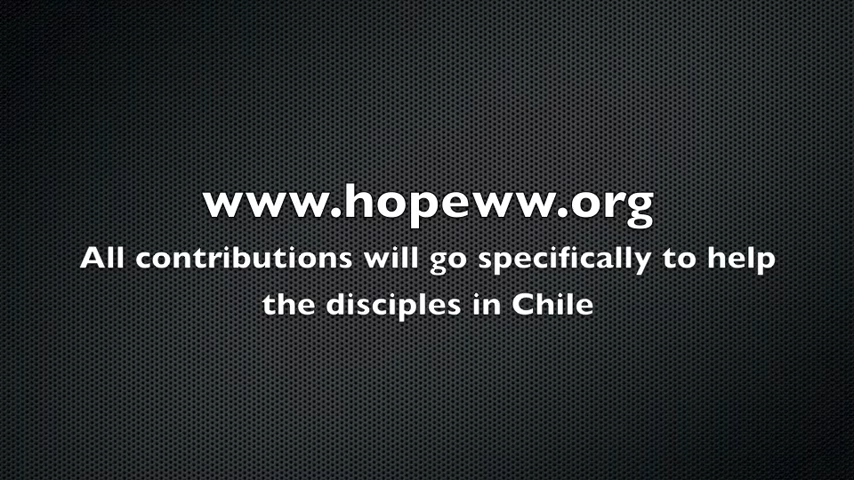 www.hopeww.org
All contributions will go specifically to help
the disciples in Chile